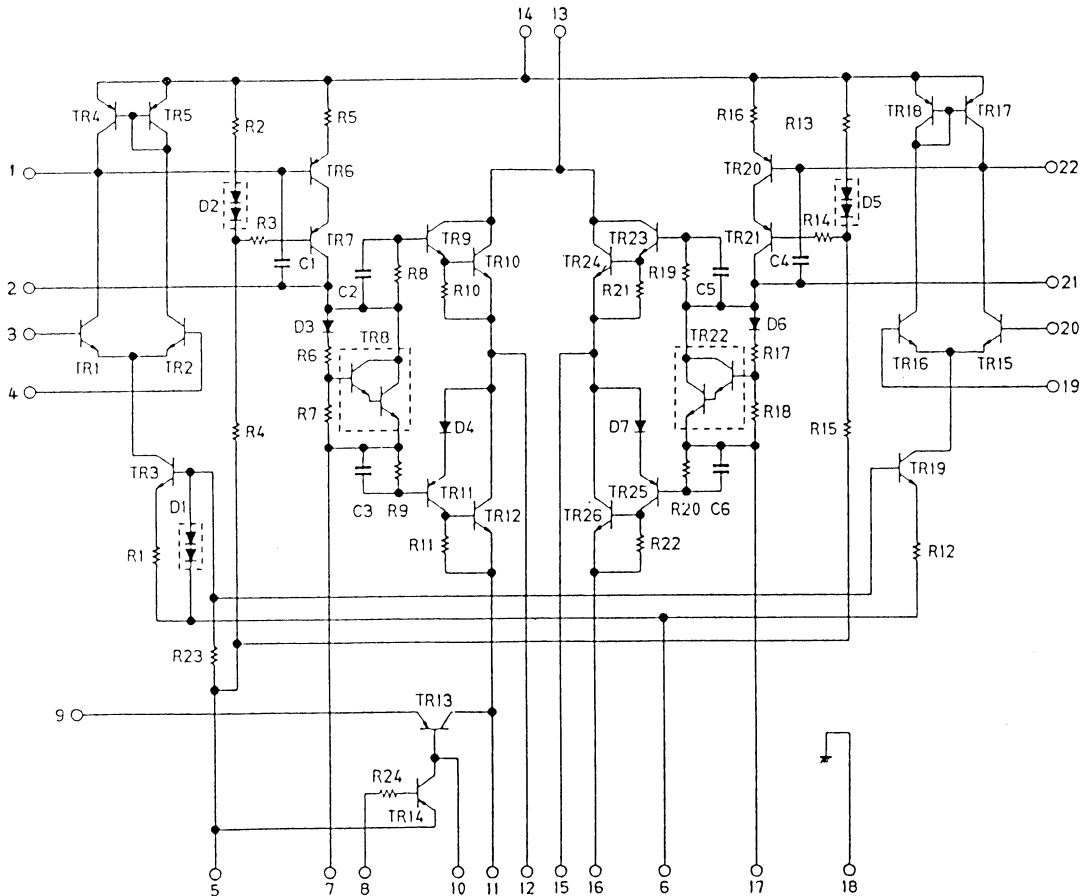 14 13
TR4 TR5 R2 R5 R16 R13 TR18 TR17
1 TR6 TR20 22
D2 R3 D5 R14
TR7 TR9 TR23 TR21
C1 C2 R8 TR10 TR24 R19 C5 C4
2 R10 R21 21
3 D3 TR8 TR22 D6 20
TR1 TR2 R6 R17 TR16 TR15
4 R7 R18 19
R4 D4 D7 R15
TR3 TR11 TR25 TR19
D1 C3 R9 TR12 TR26 R20 C6
R1 R11 R22 R12
R23
TR13
9
R24
TR14
5 7 8 10 11 12 15 16 6 17 18